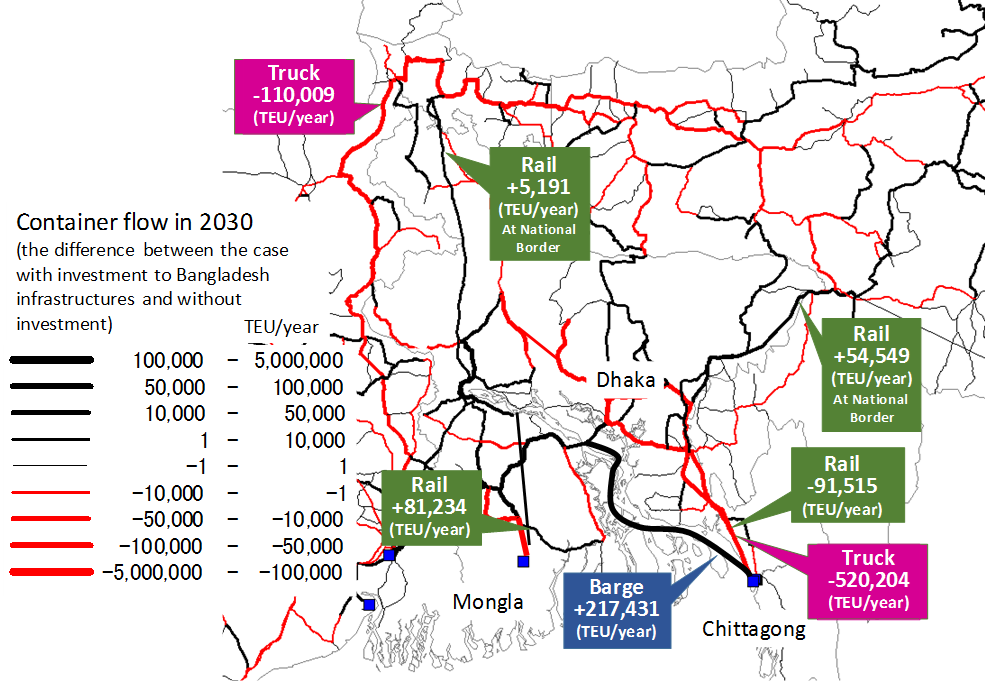 Truck
-110,009
(TEU/year)
Rail
+5,191
(TEU/year)
At National
Border
Container flow in 2030
(the difference between the case
with investment to Bangladesh
infrastructures and without
investment)
TEU/year
100,000 – 5,000,000
50,000 – 100,000
10,000 – 50,000
1 – 10,000
−1 – 1
−10,000 – −1
−50,000 – −10,000
−100,000 – −50,000
−5,000,000 – −100,000
Dhaka
Rail
+54,549
(TEU/year)
At National
Border
Rail
+81,234
(TEU/year)
Rail
-91,515
(TEU/year)
Truck
-520,204
(TEU/year)
Barge
+217,431
(TEU/year)
Mongla
Chittagong